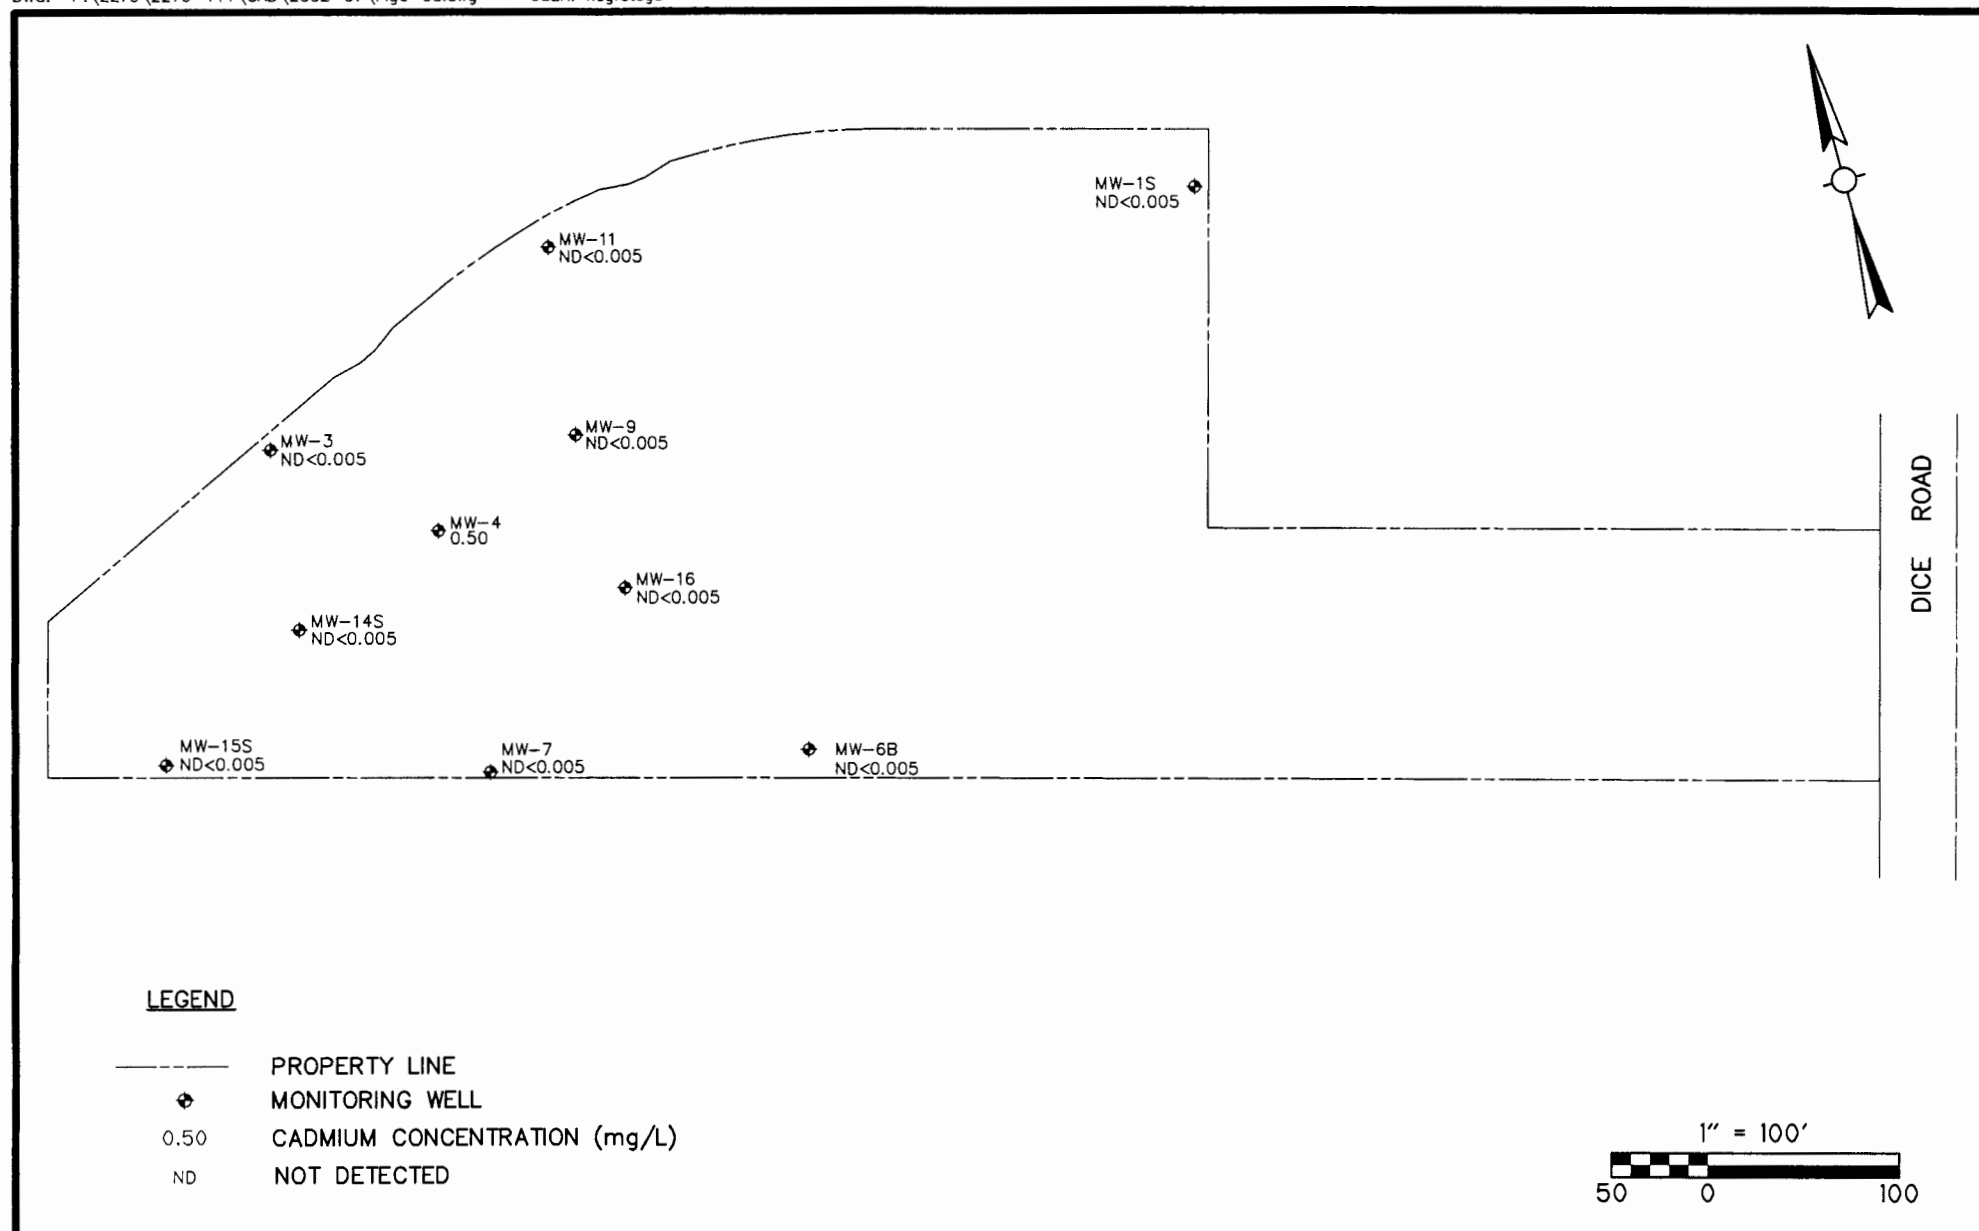 MW-1S
ND<0.005
MW-11
ND<0.005
MW-9
ND<0.005
MW-3
ND<0.005
MW-4
0.50
MW-16
ND<0.005
MW-14S
ND<0.005
MW-15S
ND<0.005
MW-7
ND<0.005
MW-6B
ND<0.005
DICE ROAD
LEGEND
PROPERTY LINE
MONITORING WELL
0.50 CADMIUM CONCENTRATION (mg/L)
ND NOT DETECTED
1" = 100'
50 0 100